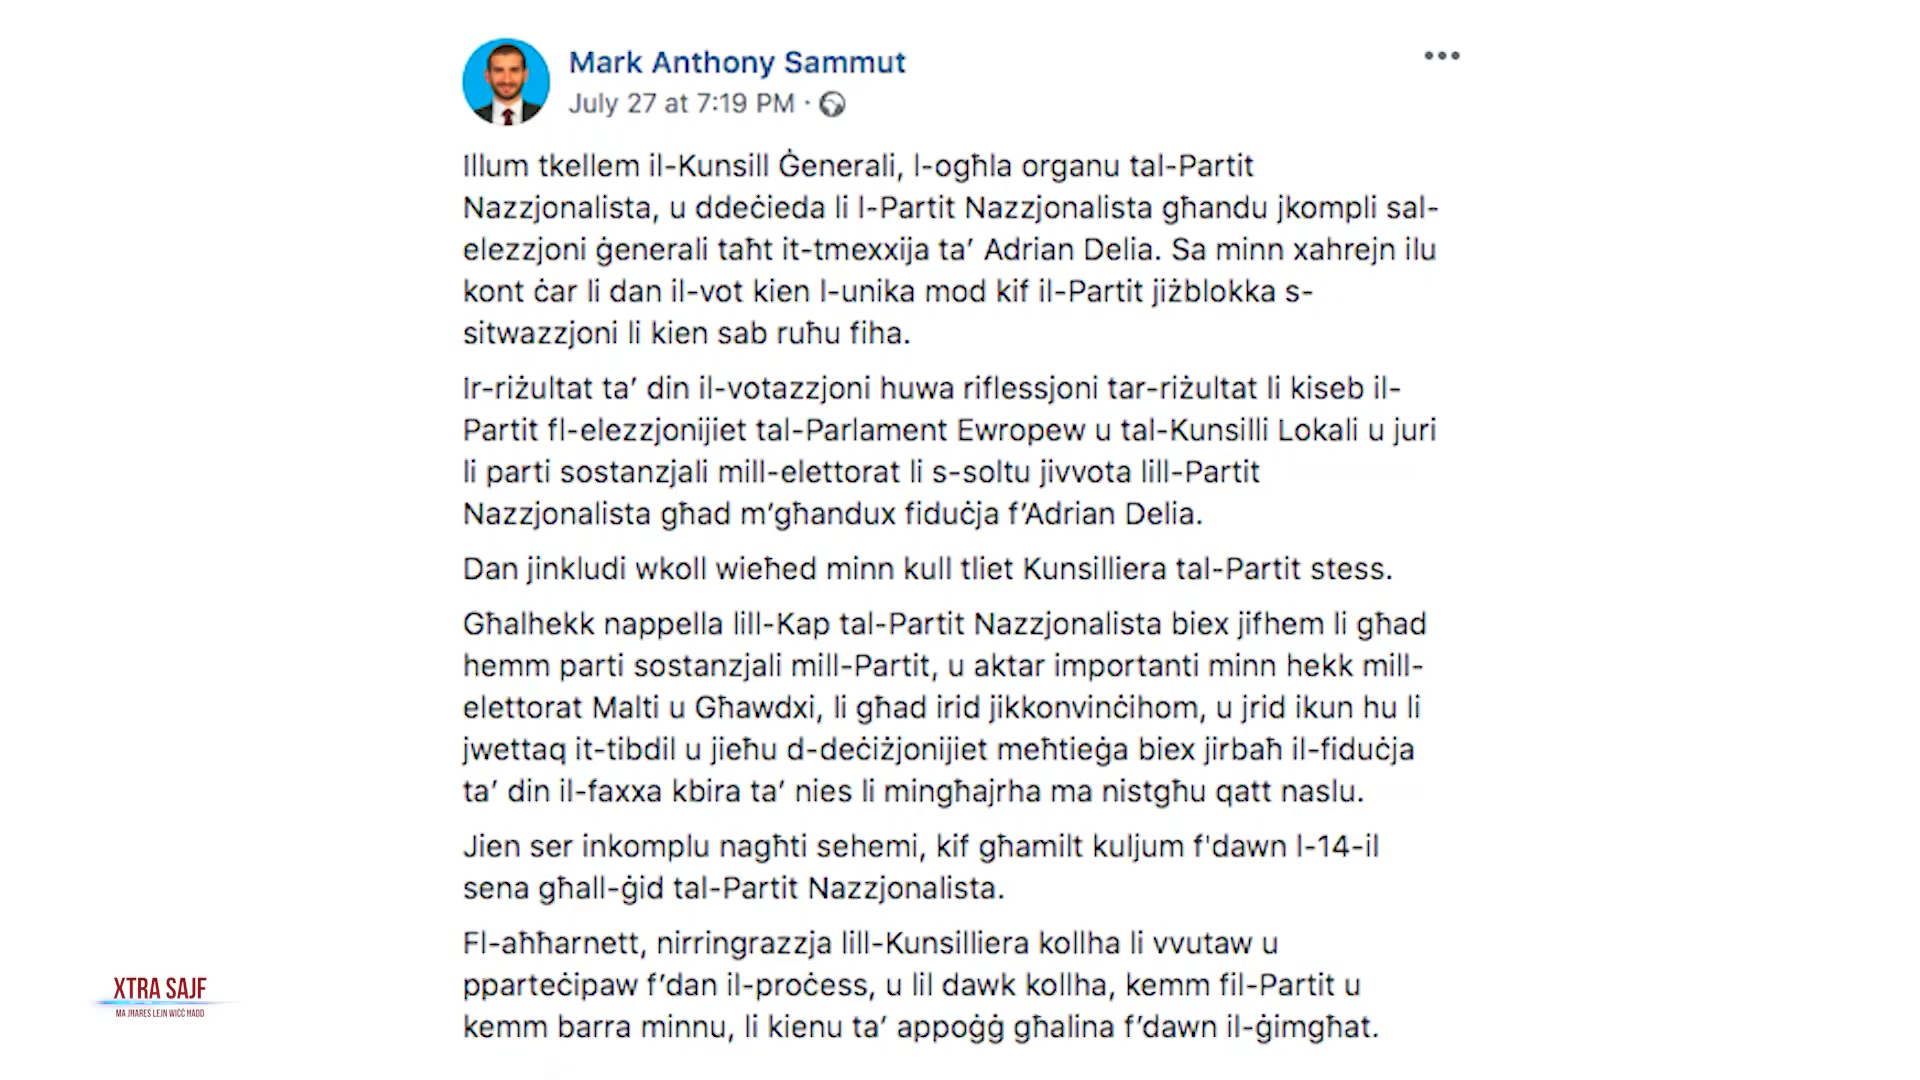 Mark Anthony Sammut
July 27 at 7:19 PM ·
Illum tkellem il-Kunsill Ġenerali, l-ogħla organu tal-Partit
Nazzjonalista, u ddeċieda li l-Partit Nazzjonalista għandu jkompli sal-
elezzjoni ġenerali taħt it-tmexxija ta’ Adrian Delia. Sa minn xahrejn ilu
kont ċar li dan il-vot kien l-unika mod kif il-Partit jiżblokka s-
sitwazzjoni li kien sab ruħu fiha.
Ir-riżultat ta’ din il-votazzjoni huwa riflessjoni tar-riżultat li kiseb il-
Partit fl-elezzjonijiet tal-Parlament Ewropew u tal-Kunsilli Lokali u juri
li parti sostanzjali mill-elettorat li s-soltu jivvota lill-Partit
Nazzjonalista għad m’għandux fiduċja f’Adrian Delia.
Dan jinkludi wkoll wieħed minn kull tliet Kunsilliera tal-Partit stess.
Għalhekk nappella lill-Kap tal-Partit Nazzjonalista biex jifhem li għad
hemm parti sostanzjali mill-Partit, u aktar importanti minn hekk mill-
elettorat Malti u Għawdxi, li għad irid jikkonvinċihom, u jrid ikun hu li
jwettaq it-tibdil u jieħu d-deċiżjonijiet meħtieġa biex jirbaħ il-fiduċja
ta’ din il-faxxa kbira ta’ nies li mingħajrha ma nistgħu qatt naslu.
Jien ser inkomplu nagħti sehemi, kif għamilt kuljum f'dawn l-14-il
sena għall-ġid tal-Partit Nazzjonalista.
Fl-aħħarnett, nirringrazzja lill-Kunsilliera kollha li vvutaw u
pparteċipaw f’dan il-proċess, u lil dawk kollha, kemm fil-Partit u
kemm barra minnu, li kienu ta’ appoġġ għalina f’dawn il-ġimgħat.
XTRA SAJF
MA JĦARES LEJN WIĊĊ ĦADD